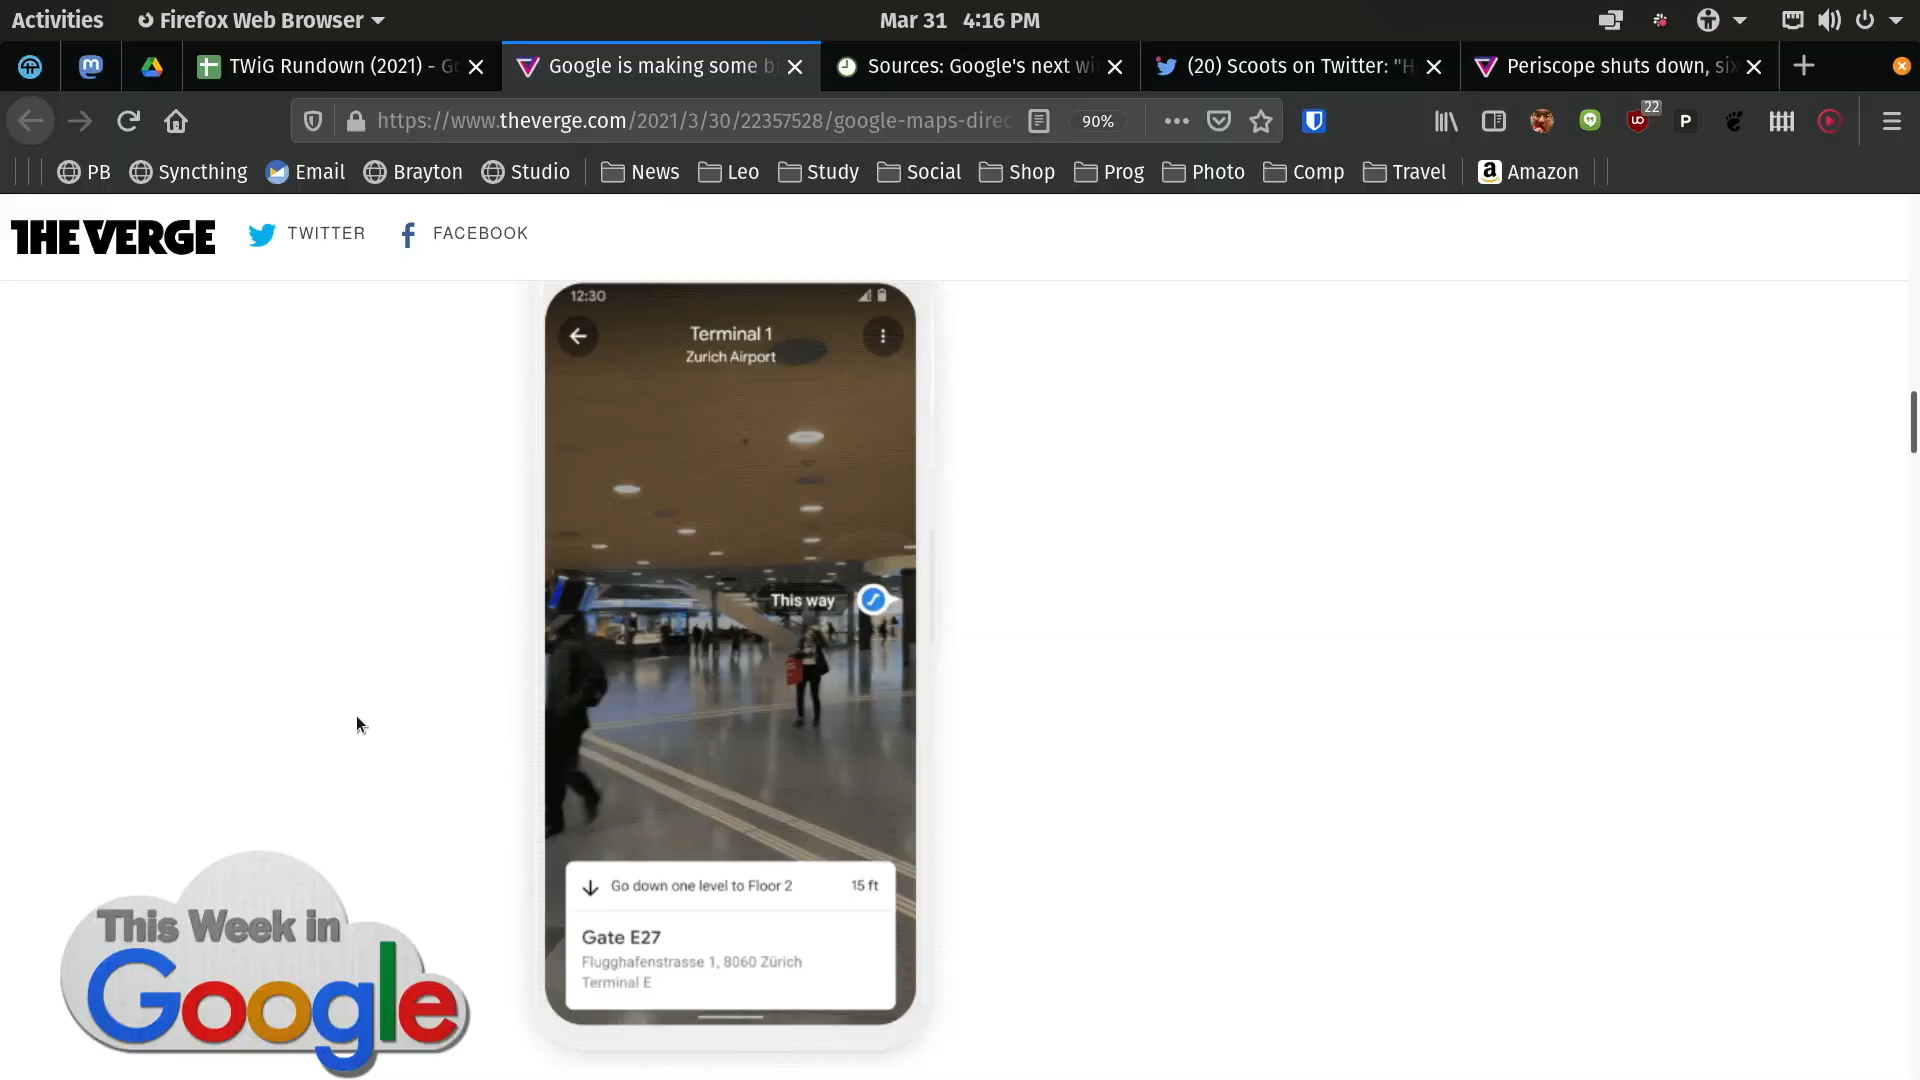 Activities Firefox Web Browser Mar 31 4:16 PM
TWiG Rundown (2021) - Go
Google is making some b
Sources: Google's next wi
(20) Scoots on Twitter: "H
Periscope shuts down, six
https://www.theverge.com/2021/3/30/22357528/google-maps-direc 90% 22
PB Syncthing Email Brayton Studio News Leo Study Social Shop Prog Photo Comp Travel Amazon
THE VERGE TWITTER FACEBOOK
12:30
Terminal 1
Zurich Airport
This way
Go down one level to Floor 2 15 ft
Gate E27
Flugghafenstrasse 1, 8060 Zürich
Terminal E
This Week in
Google